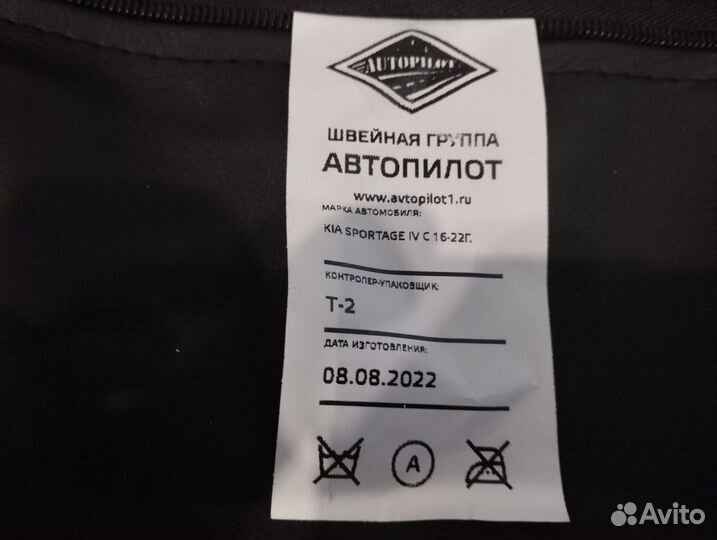 AUTOPILOT
ШВЕЙНАЯ ГРУППА
АВТОПИЛОТ
www.avtopilot1.ru
МАРКА АВТОМОБИЛЯ:
KIA SPORTAGE IV С 16-22Г.
КОНТРОЛЕР-УПАКОВЩИК:
Т-2
ДАТА ИЗГОТОВЛЕНИЯ:
08.08.2022
A
Avito